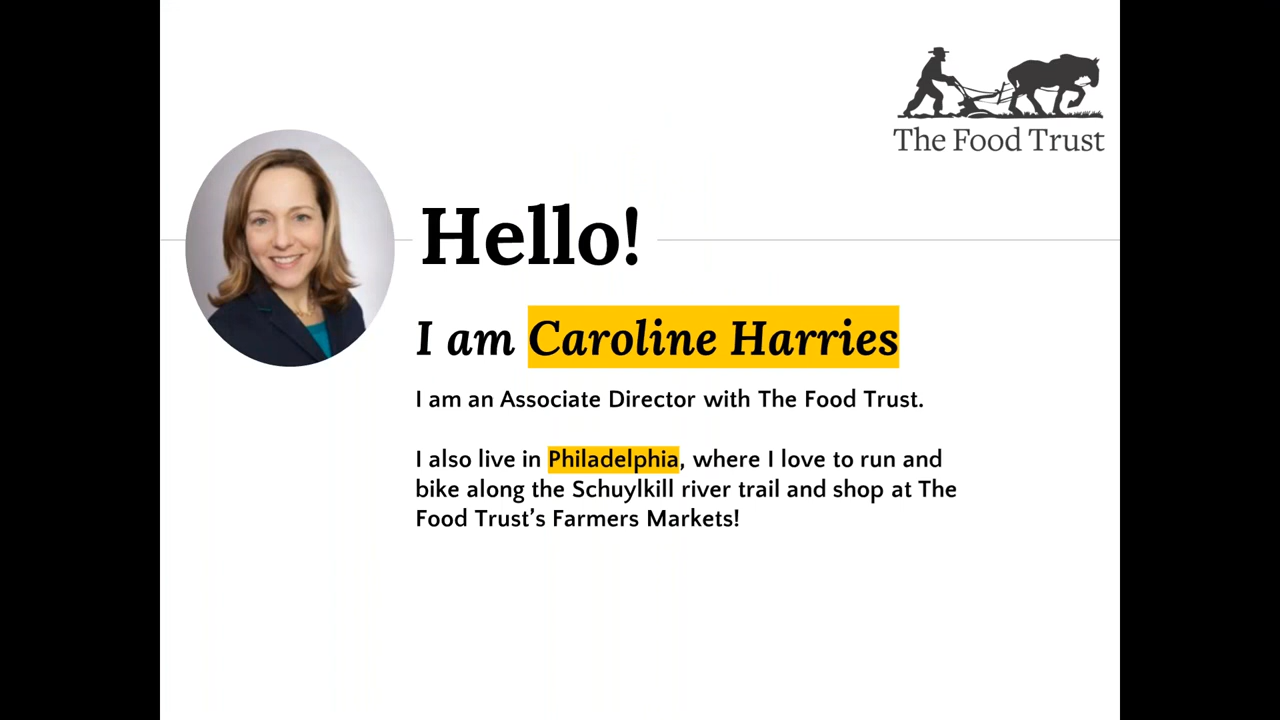 The Food Trust
Hello!
I am Caroline Harries
I am an Associate Director with The Food Trust.
I also live in Philadelphia, where I love to run and
bike along the Schuylkill river trail and shop at The
Food Trust’s Farmers Markets!